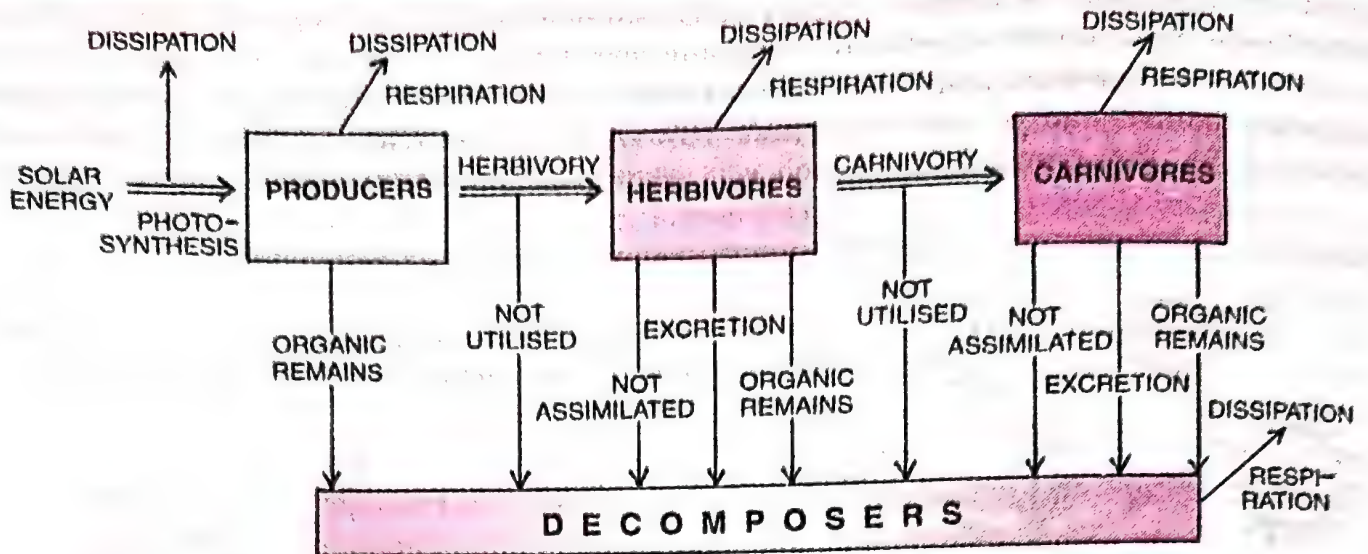 DISSIPATION
DISSIPATION
RESPIRATION
DISSIPATION
RESPIRATION
DISSIPATION
RESPIRATION
SOLAR
ENERGY
PHOTO-
SYNTHESIS
PRODUCERS
HERBIVORY
HERBIVORES
CARNIVORY
CARNIVORES
ORGANIC
REMAINS
NOT
UTILISED
NOT
ASSIMILATED
EXCRETION
ORGANIC
REMAINS
NOT
UTILISED
NOT
ASSIMILATED
EXCRETION
ORGANIC
REMAINS
DISSIPATION
RESPI-
RATION
DECOMPOSERS